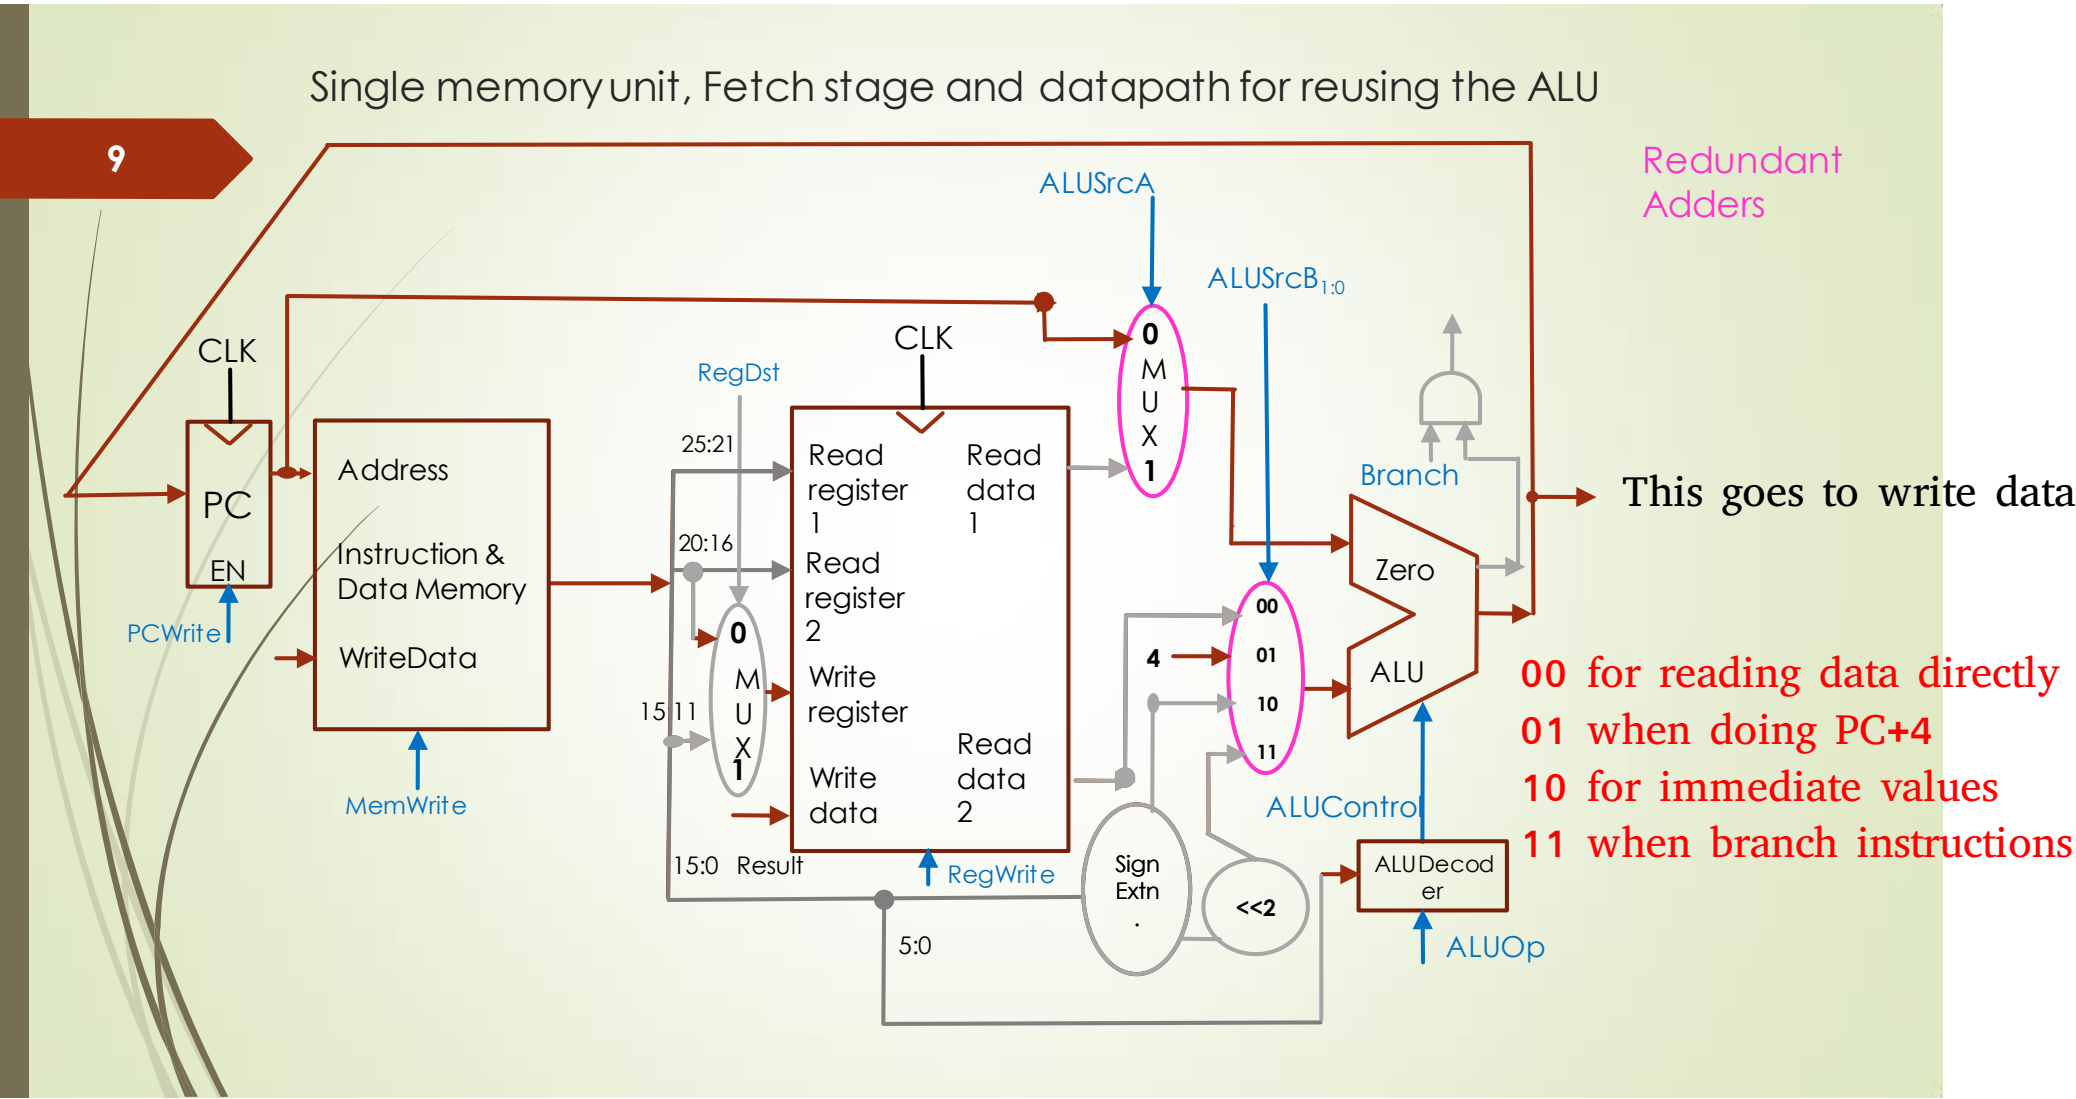 Single memory unit, Fetch stage and datapath for reusing the ALU
9
Redundant
Adders
ALUSrcA
ALUSrcB1:0
CLK
CLK
RegDst
0
M
U
X
1
25:21
Read
register
1
Read
data
1
Address
PC
EN
Branch
This goes to write data
20:16
Instruction &
Data Memory
Read
register
2
Zero
PCWrite
WriteData
0
M
U
X
1
00
4
01
10
11
ALU
Write
register
15:11
00 for reading data directly
01 when doing PC+4
10 for immediate values
11 when branch instructions
Read
data
2
Write
data
MemWrite
ALUControl
15:0 Result
RegWrite
Sign
Extn
.
<<2
ALUDecod
er
5:0
ALUOp